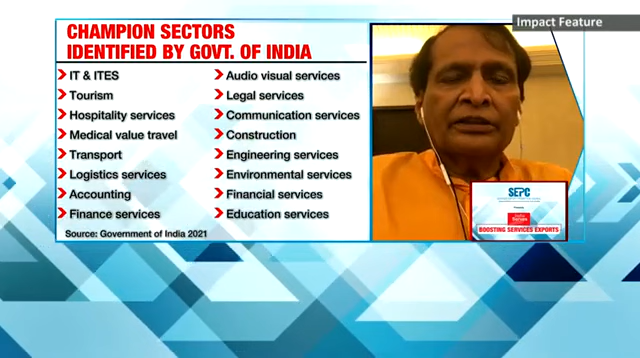 Impact Feature
CHAMPION SECTORS
IDENTIFIED BY GOVT. OF INDIA
IT & ITES
Tourism
Hospitality services
Medical value travel
Transport
Logistics services
Accounting
Finance services
Audio visual services
Legal services
Communication services
Construction
Engineering services
Environmental services
Financial services
Education services
Source: Government of India 2021
SEPC
BOOSTING SERVICES EXPORTS